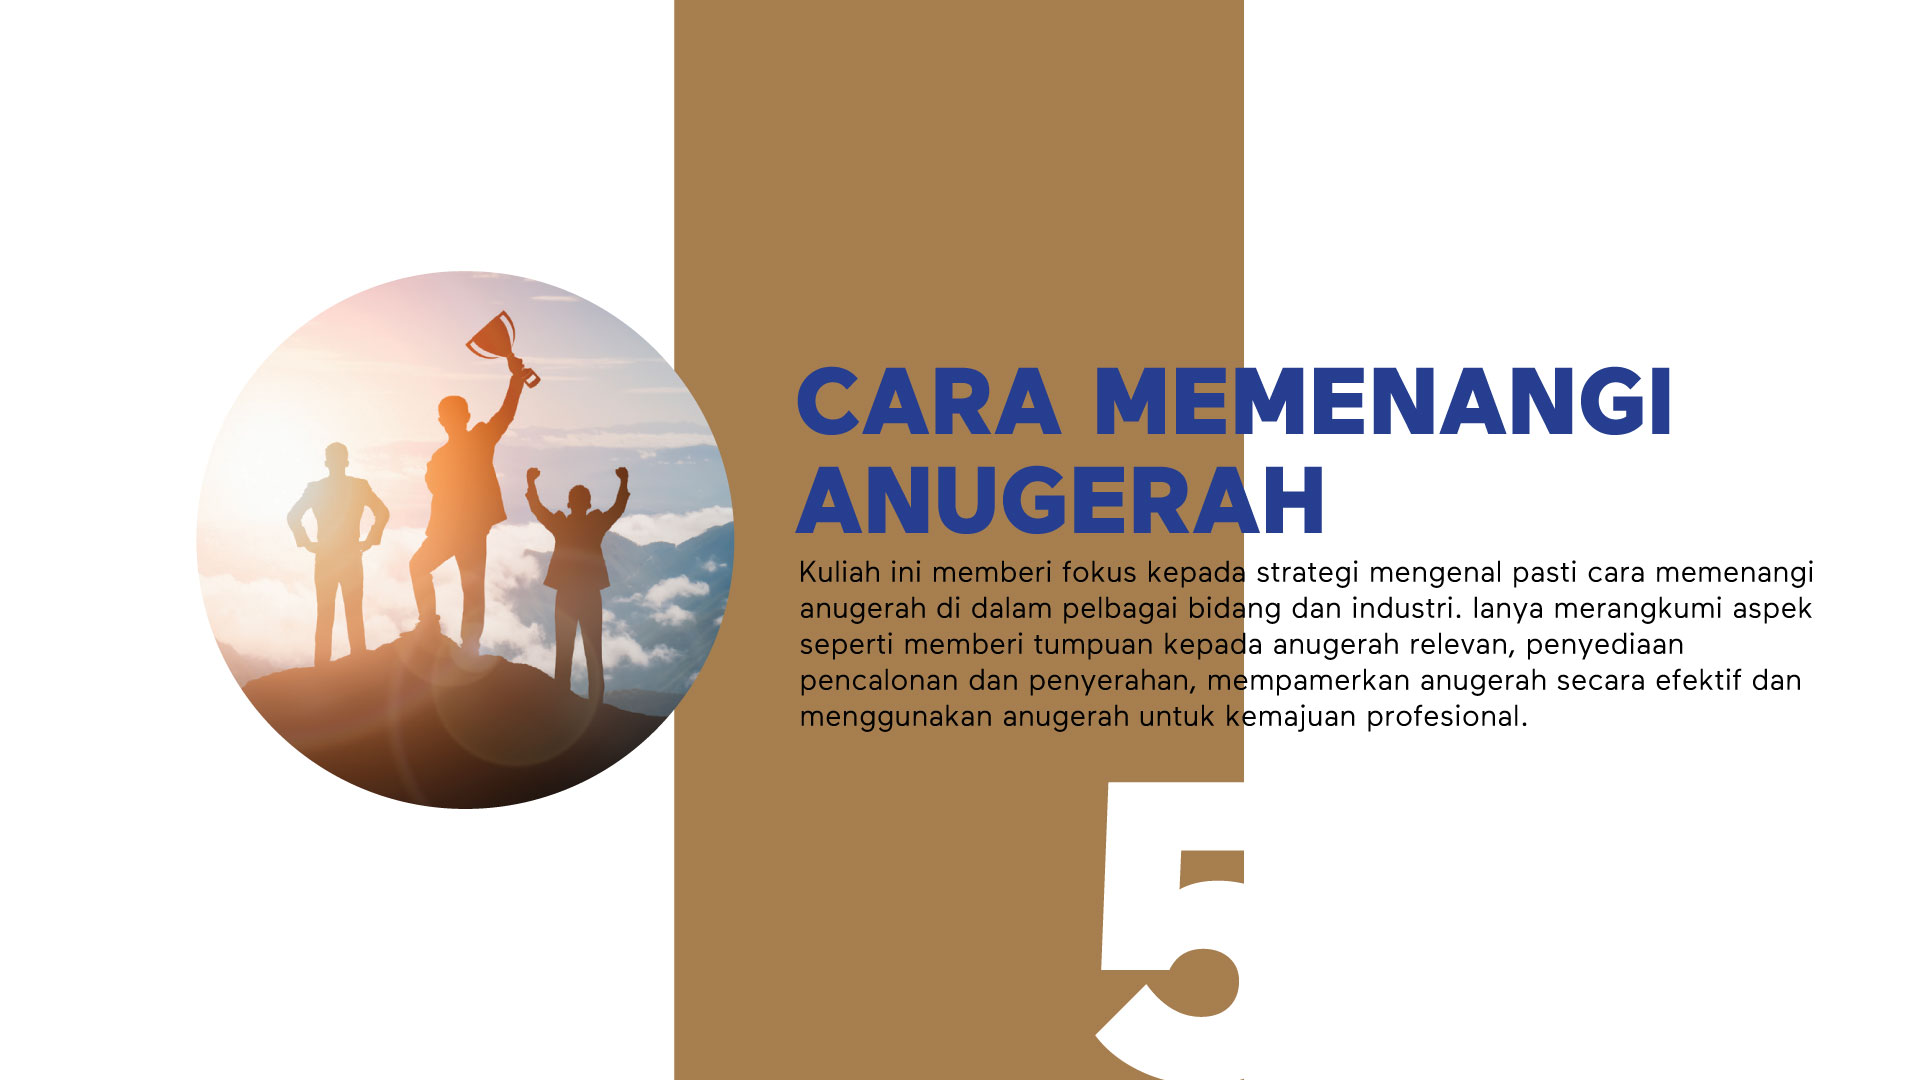 CARA MEMENANGI
ANUGERAH
Kuliah ini memberi fokus kepada strategi mengenal pasti cara memenangi
anugerah di dalam pelbagai bidang dan industri. Ianya merangkumi aspek
seperti memberi tumpuan kepada anugerah relevan, penyediaan
pencalonan dan penyerahan, mempamerkan anugerah secara efektif dan
menggunakan anugerah untuk kemajuan profesional.
5